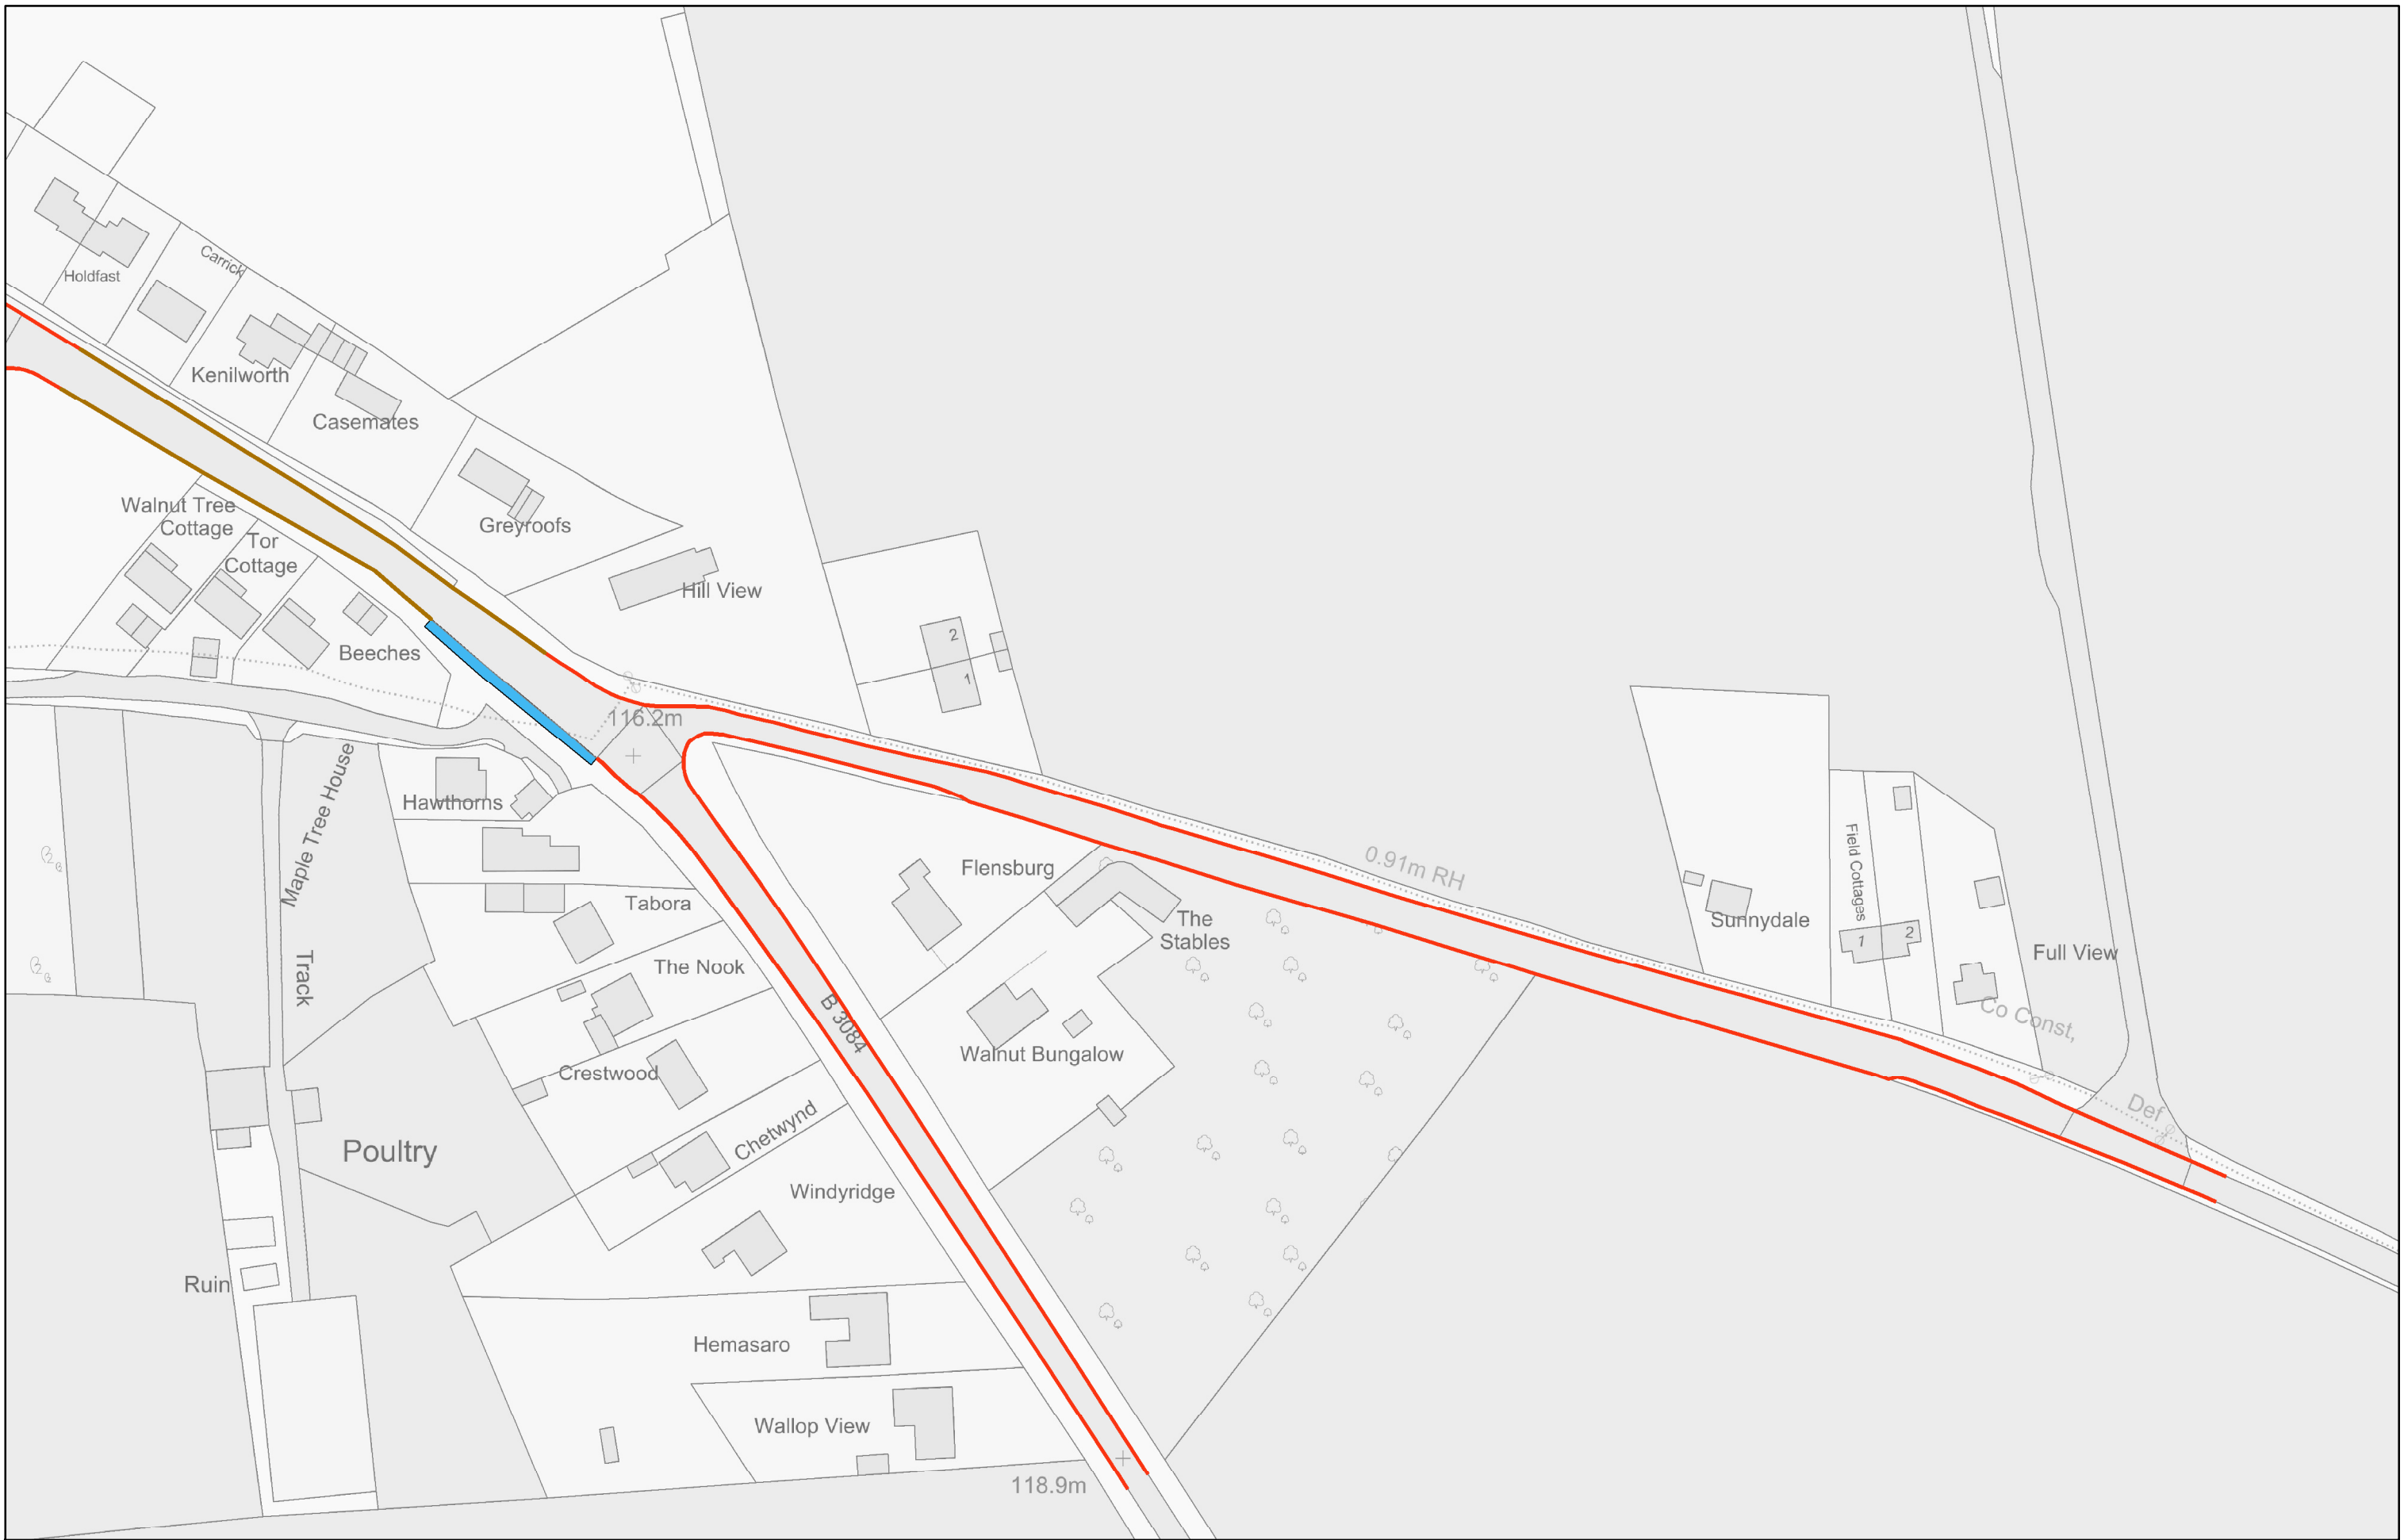 Carrick
Holdfast
Kenilworth
Casemates
Walnut Tree
Cottage
Tor
Cottage
Greyroofs
Hill View
Beeches
2
1
116.2m
Maple Tree House
Hawthorns
Flensburg
0.91m RH
Tabora
The
Stables
Sunnydale
Field Cottages
1
2
Full View
Track
The Nook
B 3084
Walnut Bungalow
Co Const,
Crestwood
Def
Chetwynd
Poultry
Windyridge
Ruin
Hemasaro
Wallop View
118.9m